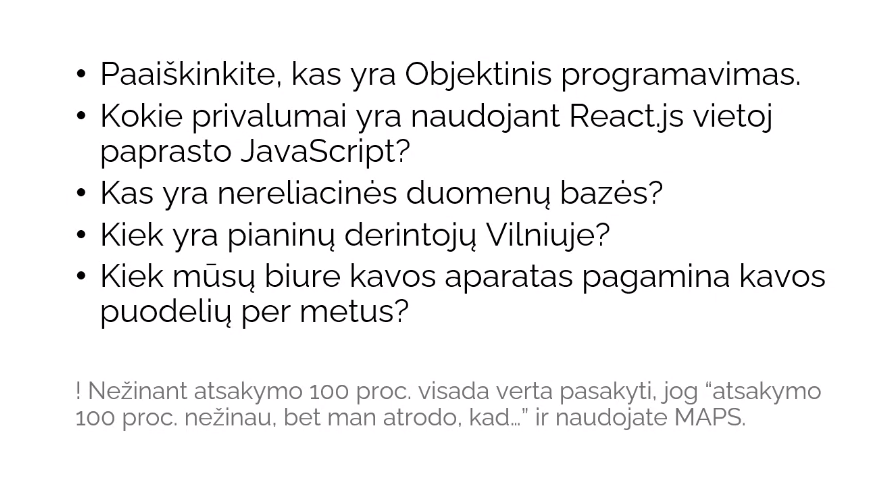 • Paaiškinkite, kas yra Objektinis programavimas.
• Kokie privalumai yra naudojant React.js vietoj
paprasto JavaScript?
• Kas yra nereliacinės duomenų bazės?
• Kiek yra pianinų derintojų Vilniuje?
• Kiek mūsų biure kavos aparatas pagamina kavos
puodelių per metus?
! Nežinant atsakymo 100 proc. visada verta pasakyti, jog “atsakymo
100 proc. nežinau, bet man atrodo, kad…” ir naudojate MAPS.